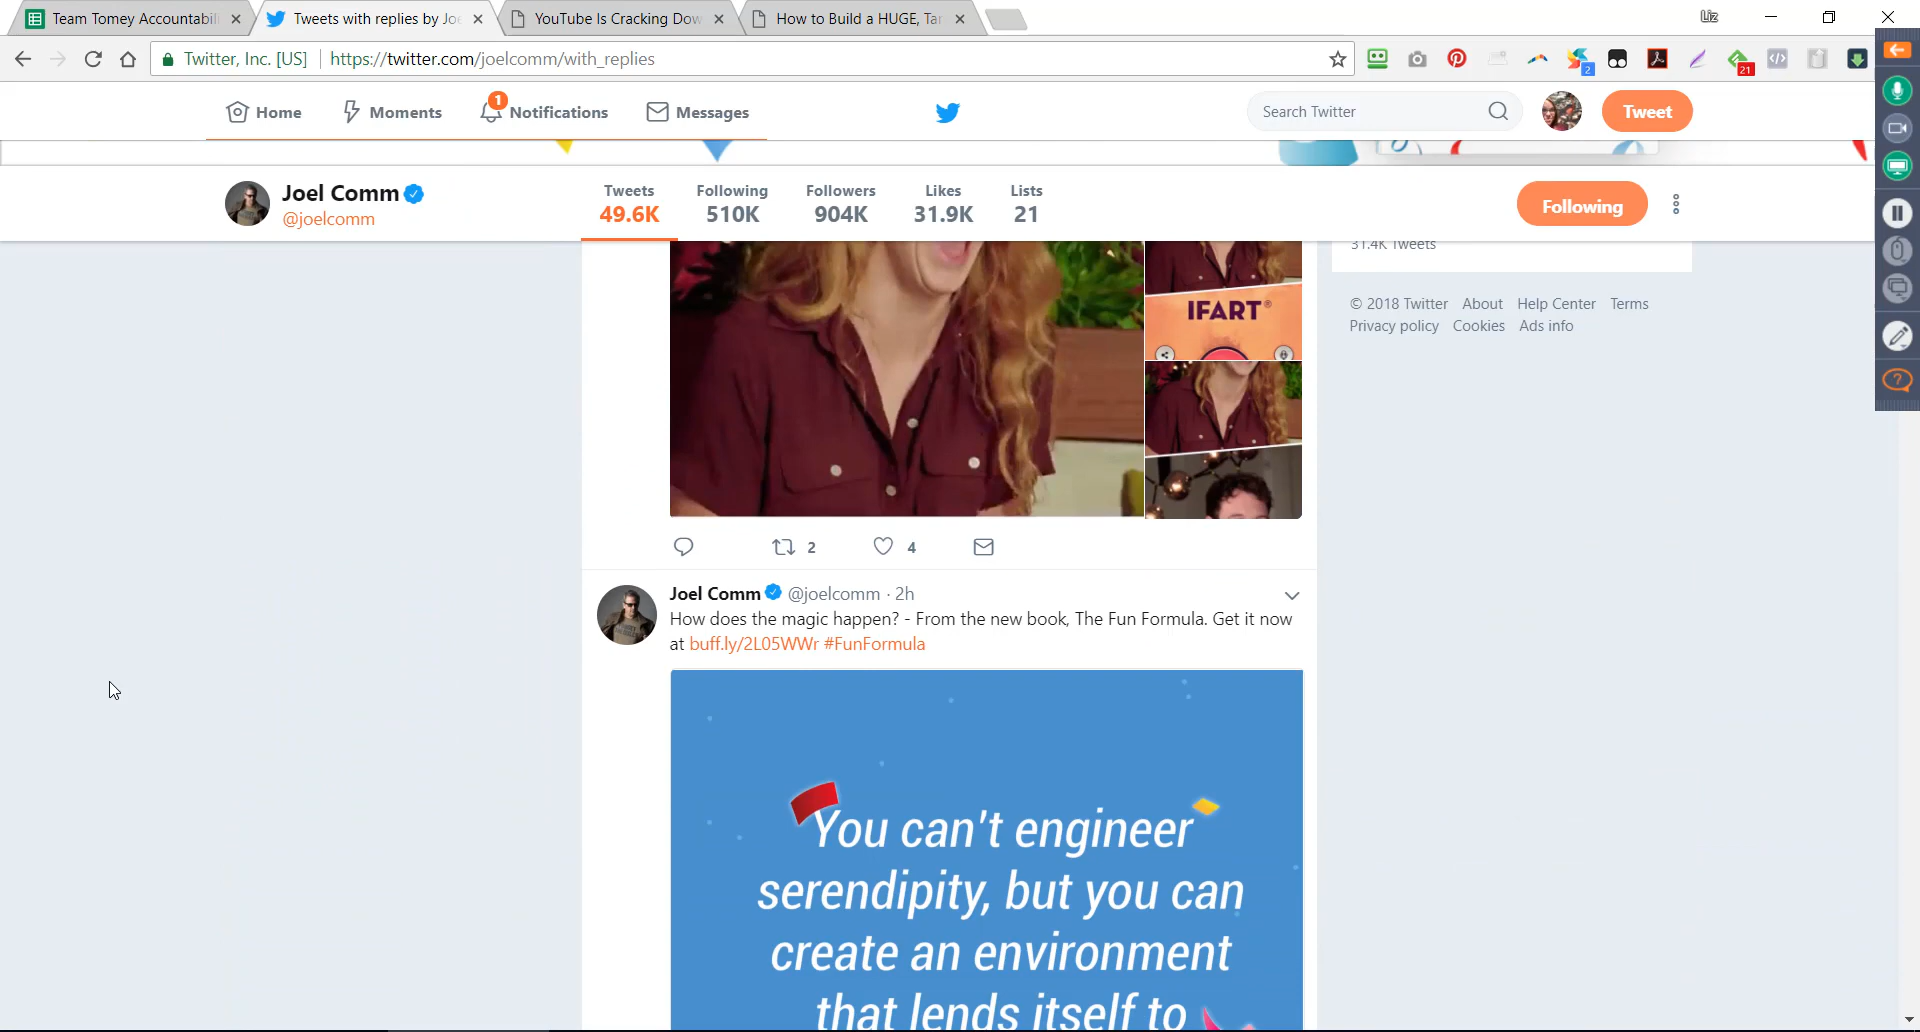 Team Tomey Accountabil
Tweets with replies by Joe
YouTube Is Cracking Dow
How to Build a HUGE, Tar
Liz
Twitter, Inc. [US]
https://twitter.com/joelcomm/with_replies
2
21
Home
Moments
1
Notifications
Messages
Search Twitter
Tweet
Joel Comm
@joelcomm
Tweets
49.6K
Following
510K
Followers
904K
Likes
31.9K
Lists
21
Following
31.4K Tweets
© 2018 Twitter About Help Center Terms
Privacy policy Cookies Ads info
IFART®
2
4
Joel Comm @joelcomm · 2h
How does the magic happen? - From the new book, The Fun Formula. Get it now
at buff.ly/2L05WWr #FunFormula
You can't engineer
serendipity, but you can
create an environment
that lends itself to